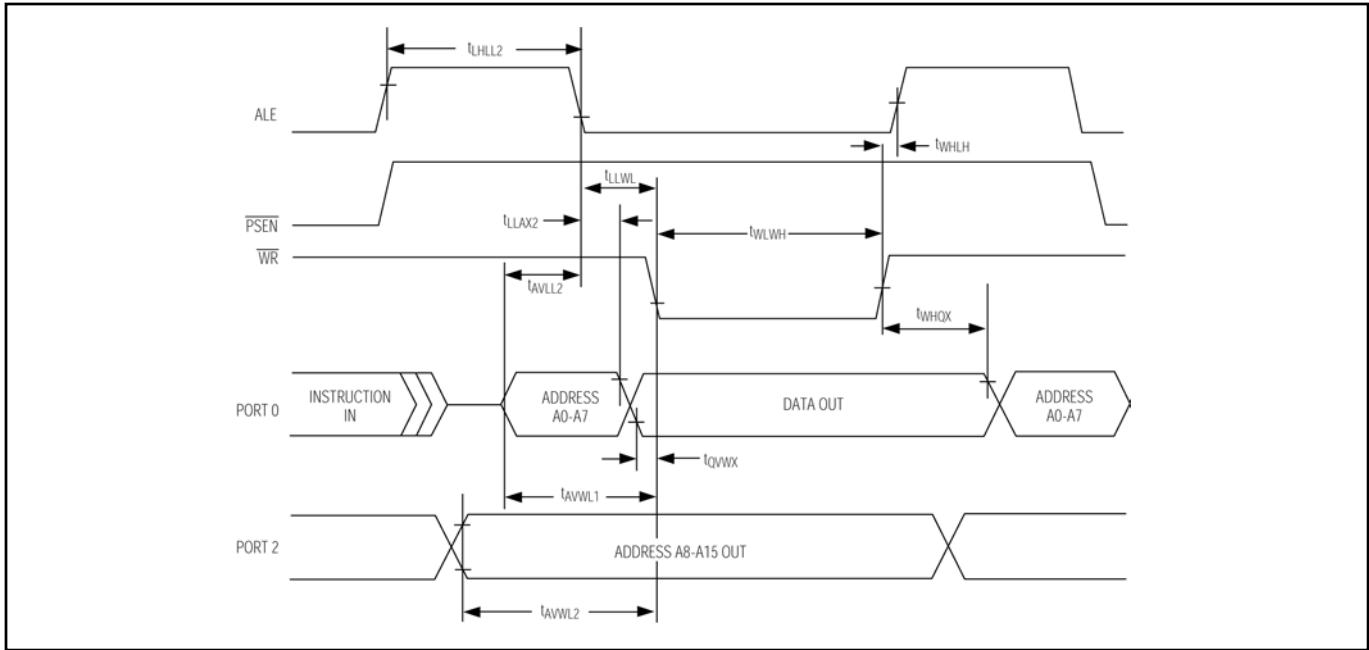 tLHLL2
ALE
tWHLH
tLLWL
tLLAX2
PSEN
tWLWH
WR
tAVLL2
tWHQX
PORT 0
INSTRUCTION
IN
ADDRESS
A0-A7
DATA OUT
ADDRESS
A0-A7
tQVWX
tAVWL1
PORT 2
ADDRESS A8-A15 OUT
tAVWL2